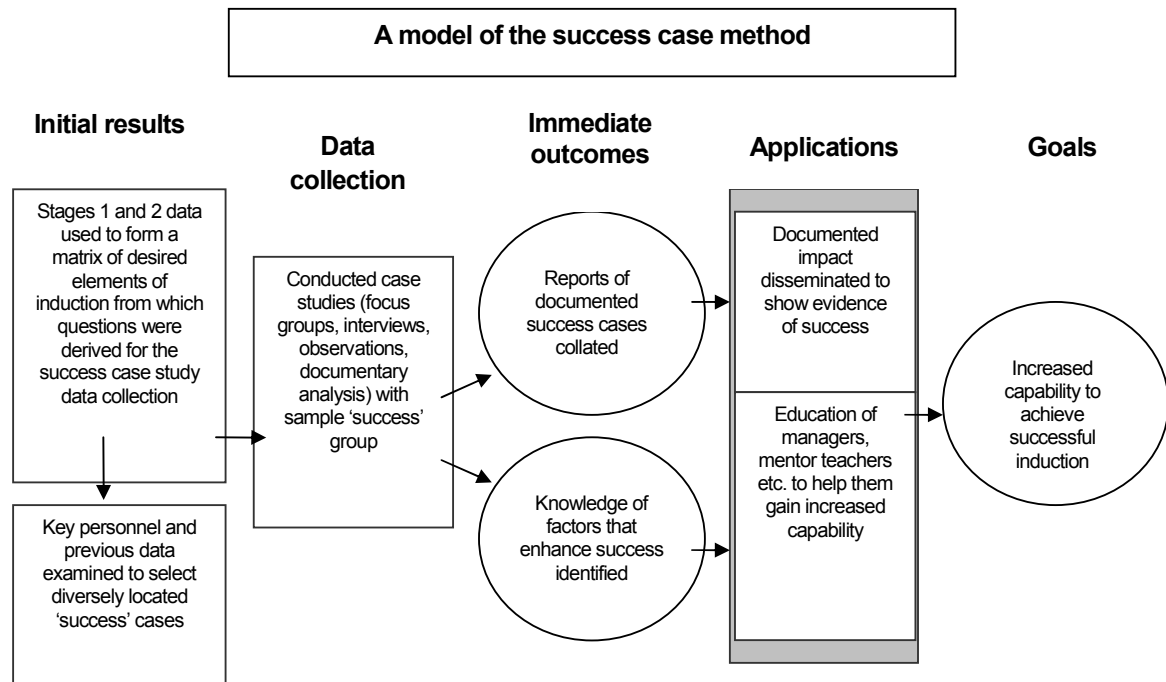 A model of the success case method
Initial results
Stages 1 and 2 data
used to form a
matrix of desired
elements of
induction from which
questions were
derived for the
success case study
data collection
Key personnel and
previous data
examined to select
diversely located
‘success’ cases
Data
collection
Conducted case
studies (focus
groups, interviews,
observations,
documentary
analysis) with
sample ‘success’
group
Immediate
outcomes
Reports of
documented
success cases
collated
Knowledge of
factors that
enhance success
identified
Applications
Documented
impact
disseminated to
show evidence
of success
Education of
managers,
mentor teachers
etc. to help them
gain increased
capability
Goals
Increased
capability to
achieve
successful
induction